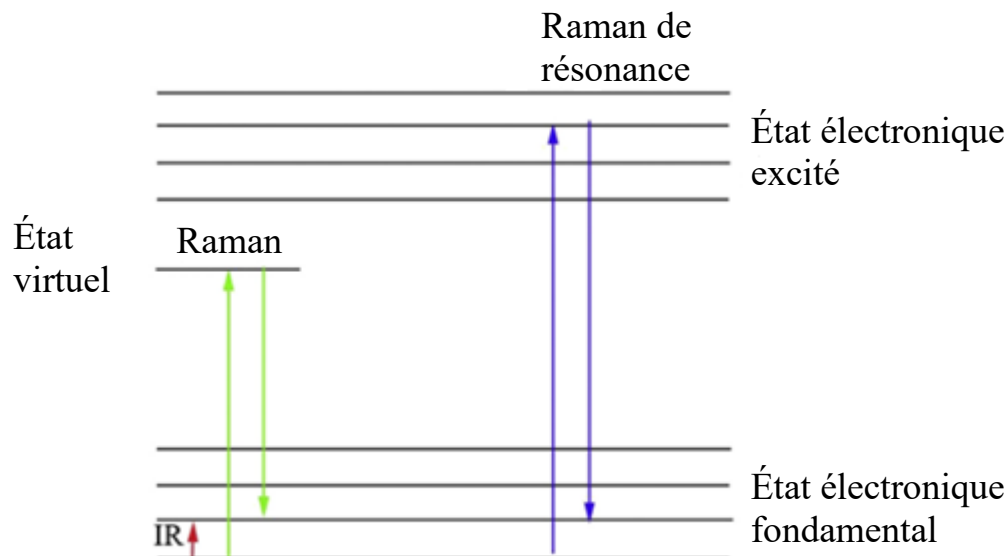 Raman de
résonance
État électronique
excité
État
virtuel
Raman
État électronique
fondamental
IR